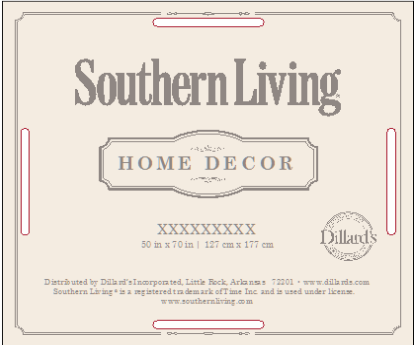 Southern Living
HOME DECOR
XXXXXXXXX
50 in x 70 in | 127 cm x 177 cm
Dillard's
Distributed by Dillard's Incorporated, Little Rock, Arkansas 72201 • www.dillards.com
Southern Living® is a registered trademark of Time Inc. and is used under license.
www.southernliving.com